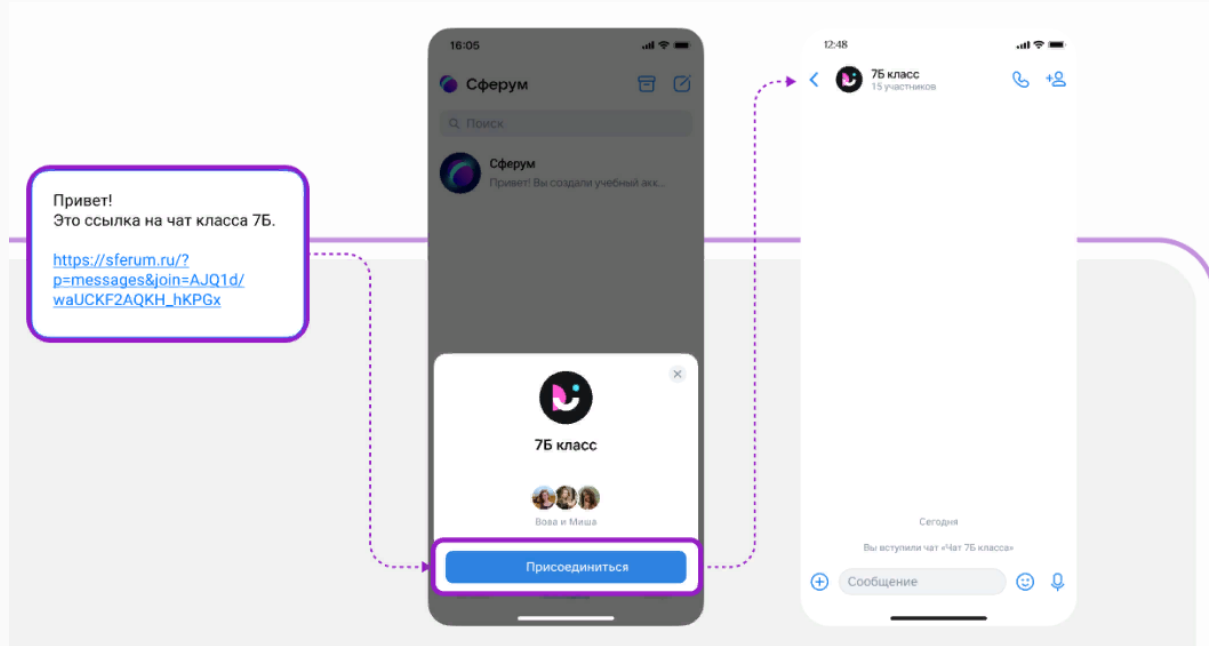 Привет!
Это ссылка на чат класса 7Б.
https://sferum.ru/?
p=messages&join=AJQ1d/
waUCKF2AQKH_hKPGx
16:05
Сферум
Поиск
Сферум
Привет! Вы создали учебный акк...
7Б класс
Вова и Миша
Присоединиться
12:48
7Б класс
15 участников
Сегодня
Вы вступили чат «Чат 7Б класса»
Сообщение